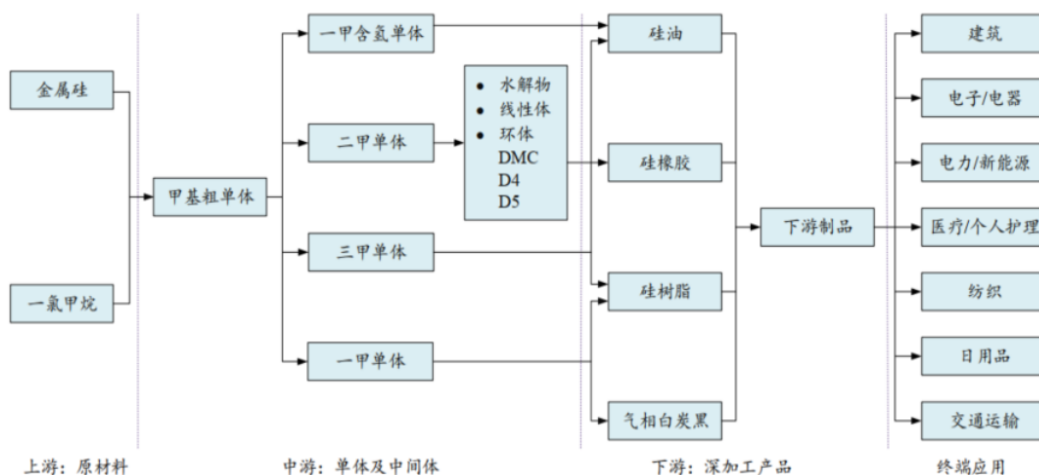 金属硅
一氯甲烷
甲基粗单体
一甲含氢单体
二甲单体
三甲单体
一甲单体
● 水解物
● 线性体
● 环体
DMC
D4
D5
硅油
硅橡胶
硅树脂
气相白炭黑
下游制品
建筑
电子/电器
电力/新能源
医疗/个人护理
纺织
日用品
交通运输
上游：原材料
中游：单体及中间体
下游：深加工产品
终端应用